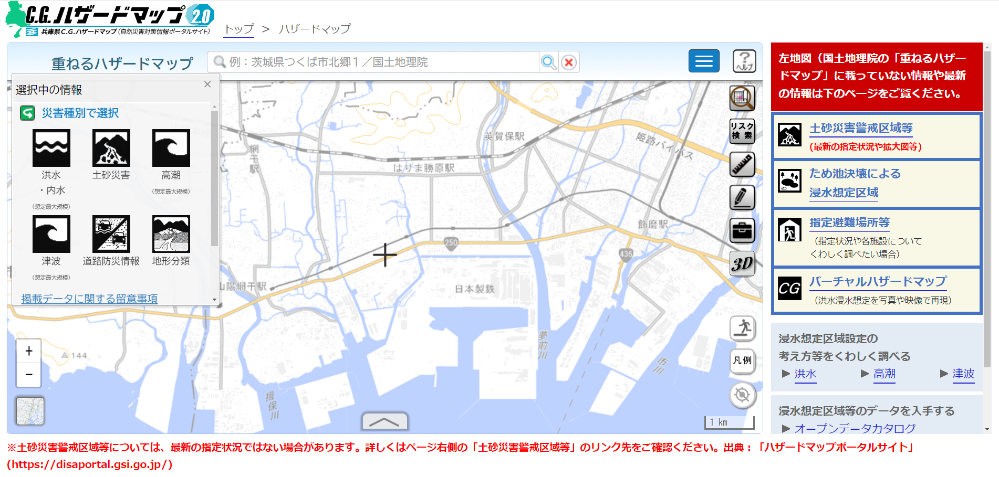 C.G.ハザードマップ 2.0
兵庫県C.G.ハザードマップ(自然災害対策情報ポータルサイト)
トップ > ハザードマップ
重ねるハザードマップ
例：茨城県つくば市北郷１／国土地理院
ヘルプ
選択中の情報
災害種別で選択
洪水
・内水
(想定最大規模)
土砂災害
高潮
(想定最大規模)
津波
(想定最大規模)
道路防災情報
地形分類
掲載データに関する留意事項
網干駅
英賀保駅
はりま勝原駅
姫路バイパス
飾磨駅
250
436
山陽網干駅
日本製鉄
夢前川
市川
揖保川
144
リスク
検索
3D
凡例
+
−
1 km
左地図（国土地理院の「重ねるハザー
ドマップ」に載っていない情報や最新
の情報は下のページをご覧ください。
土砂災害警戒区域等
(最新の指定状況や拡大図等)
ため池決壊による
浸水想定区域
指定避難場所等
（指定状況や各施設について
くわしく調べたい場合）
CG
バーチャルハザードマップ
（洪水浸水想定を写真や映像で再現）
浸水想定区域設定の
考え方等をくわしく調べる
▶ 洪水 ▶ 高潮 ▶ 津波
浸水想定区域等のデータを入手する
▶ オープンデータカタログ
※土砂災害警戒区域等については、最新の指定状況ではない場合があります。詳しくはページ右側の「土砂災害警戒区域等」のリンク先をご確認ください。出典：「ハザードマップポータルサイト」
(https://disaportal.gsi.go.jp/)